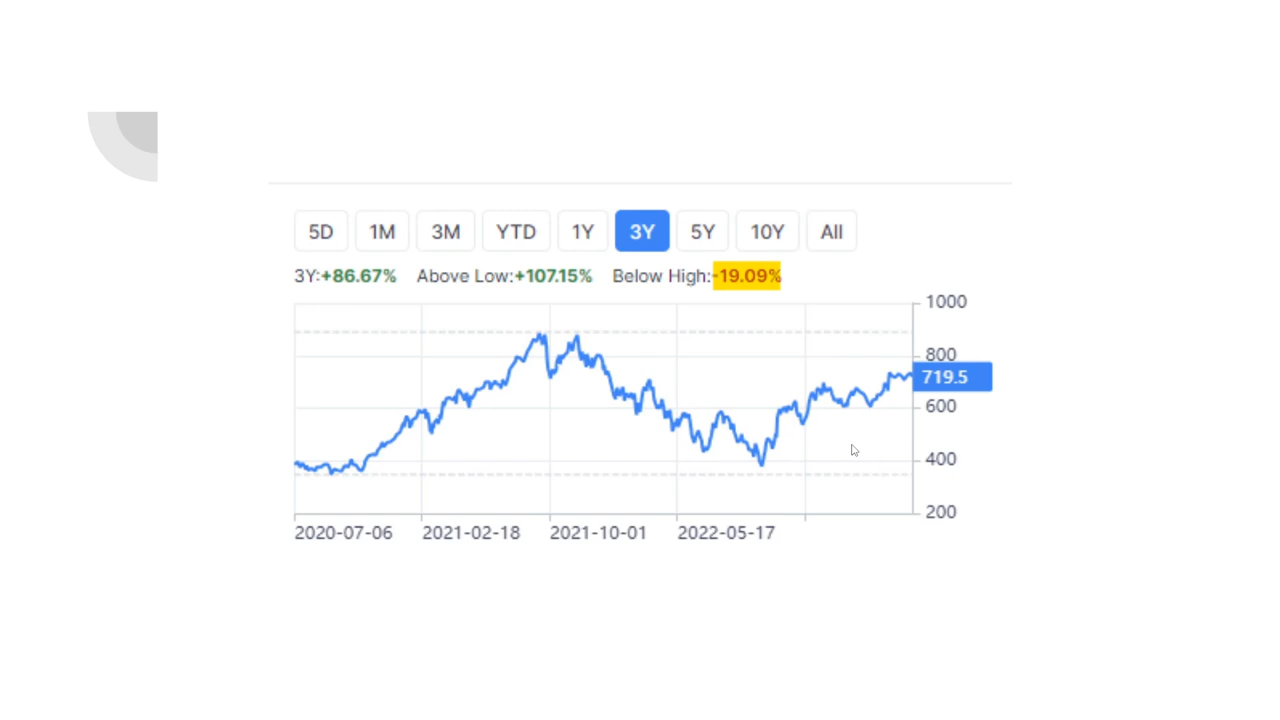 5D 1M 3M YTD 1Y 3Y 5Y 10Y All
3Y:+86.67% Above Low:+107.15% Below High:-19.09%
1000
800
719.5
600
400
200
2020-07-06 2021-02-18 2021-10-01 2022-05-17